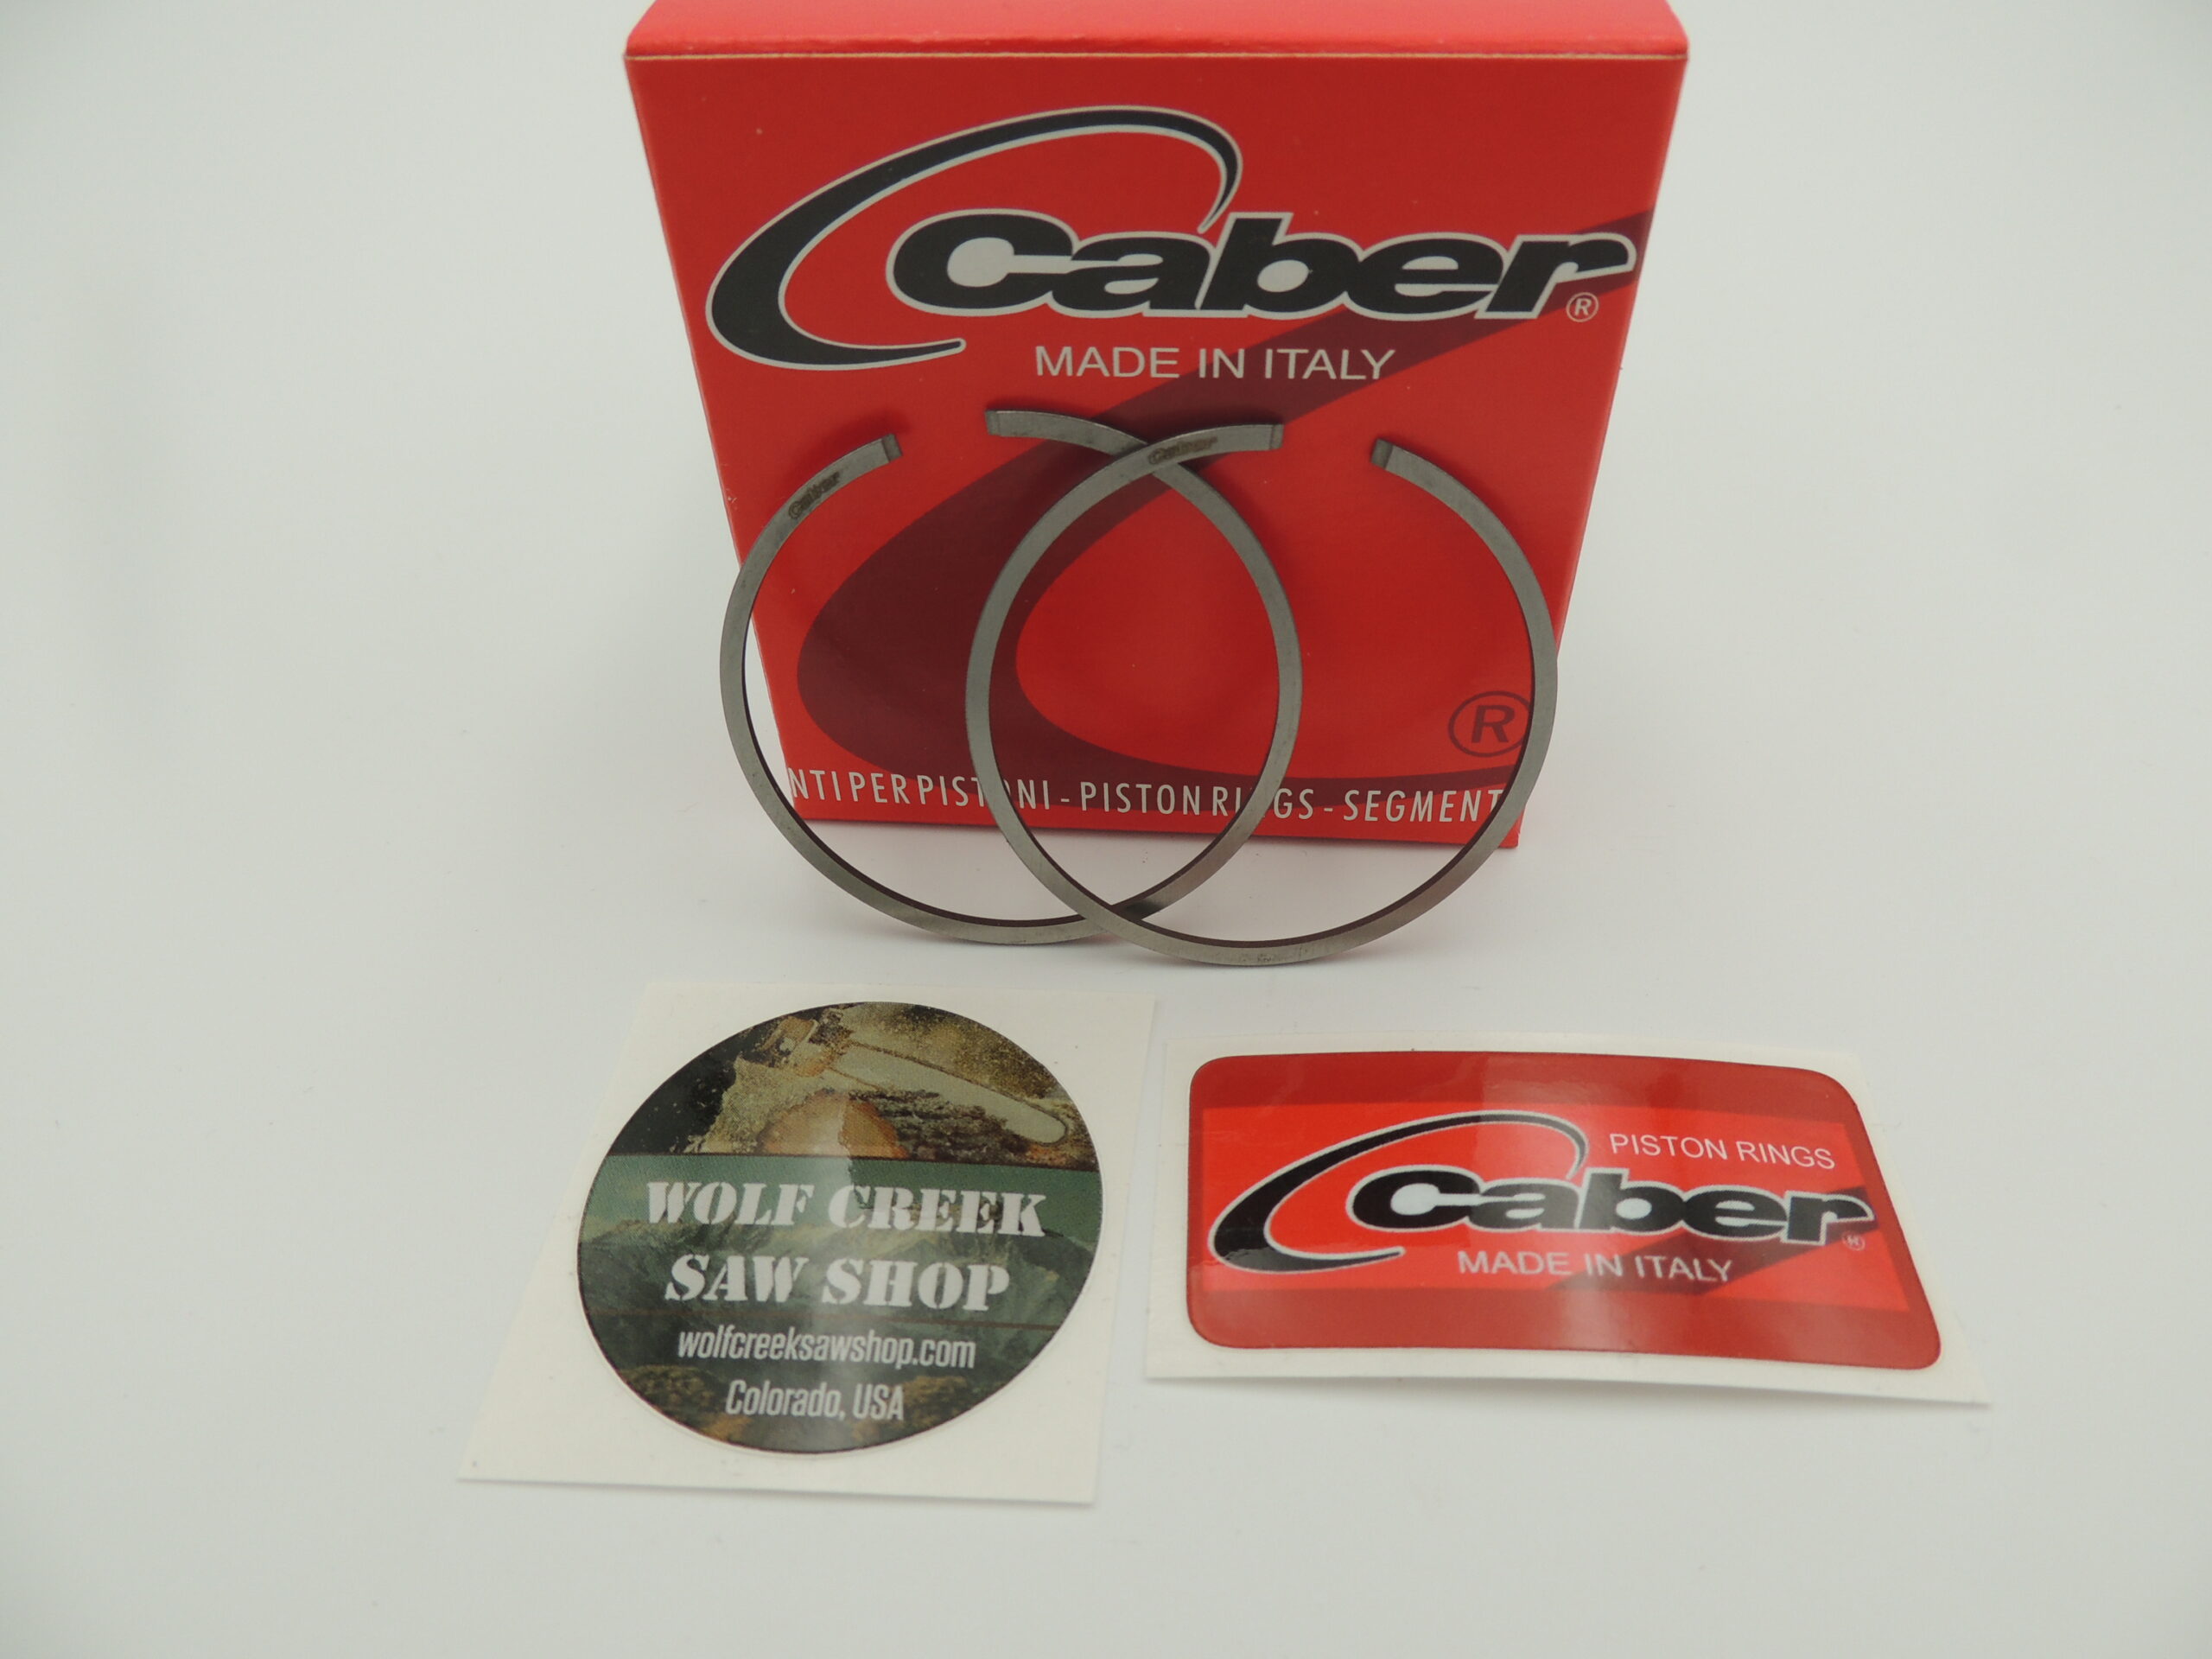 Caber®
MADE IN ITALY
Caber
Caber
®
NTI PER PISTONI - PISTON RINGS - SEGMENT
WOLF CREEK
SAW SHOP
wolfcreeksawshop.com
Colorado, USA
PISTON RINGS
Caber®
MADE IN ITALY